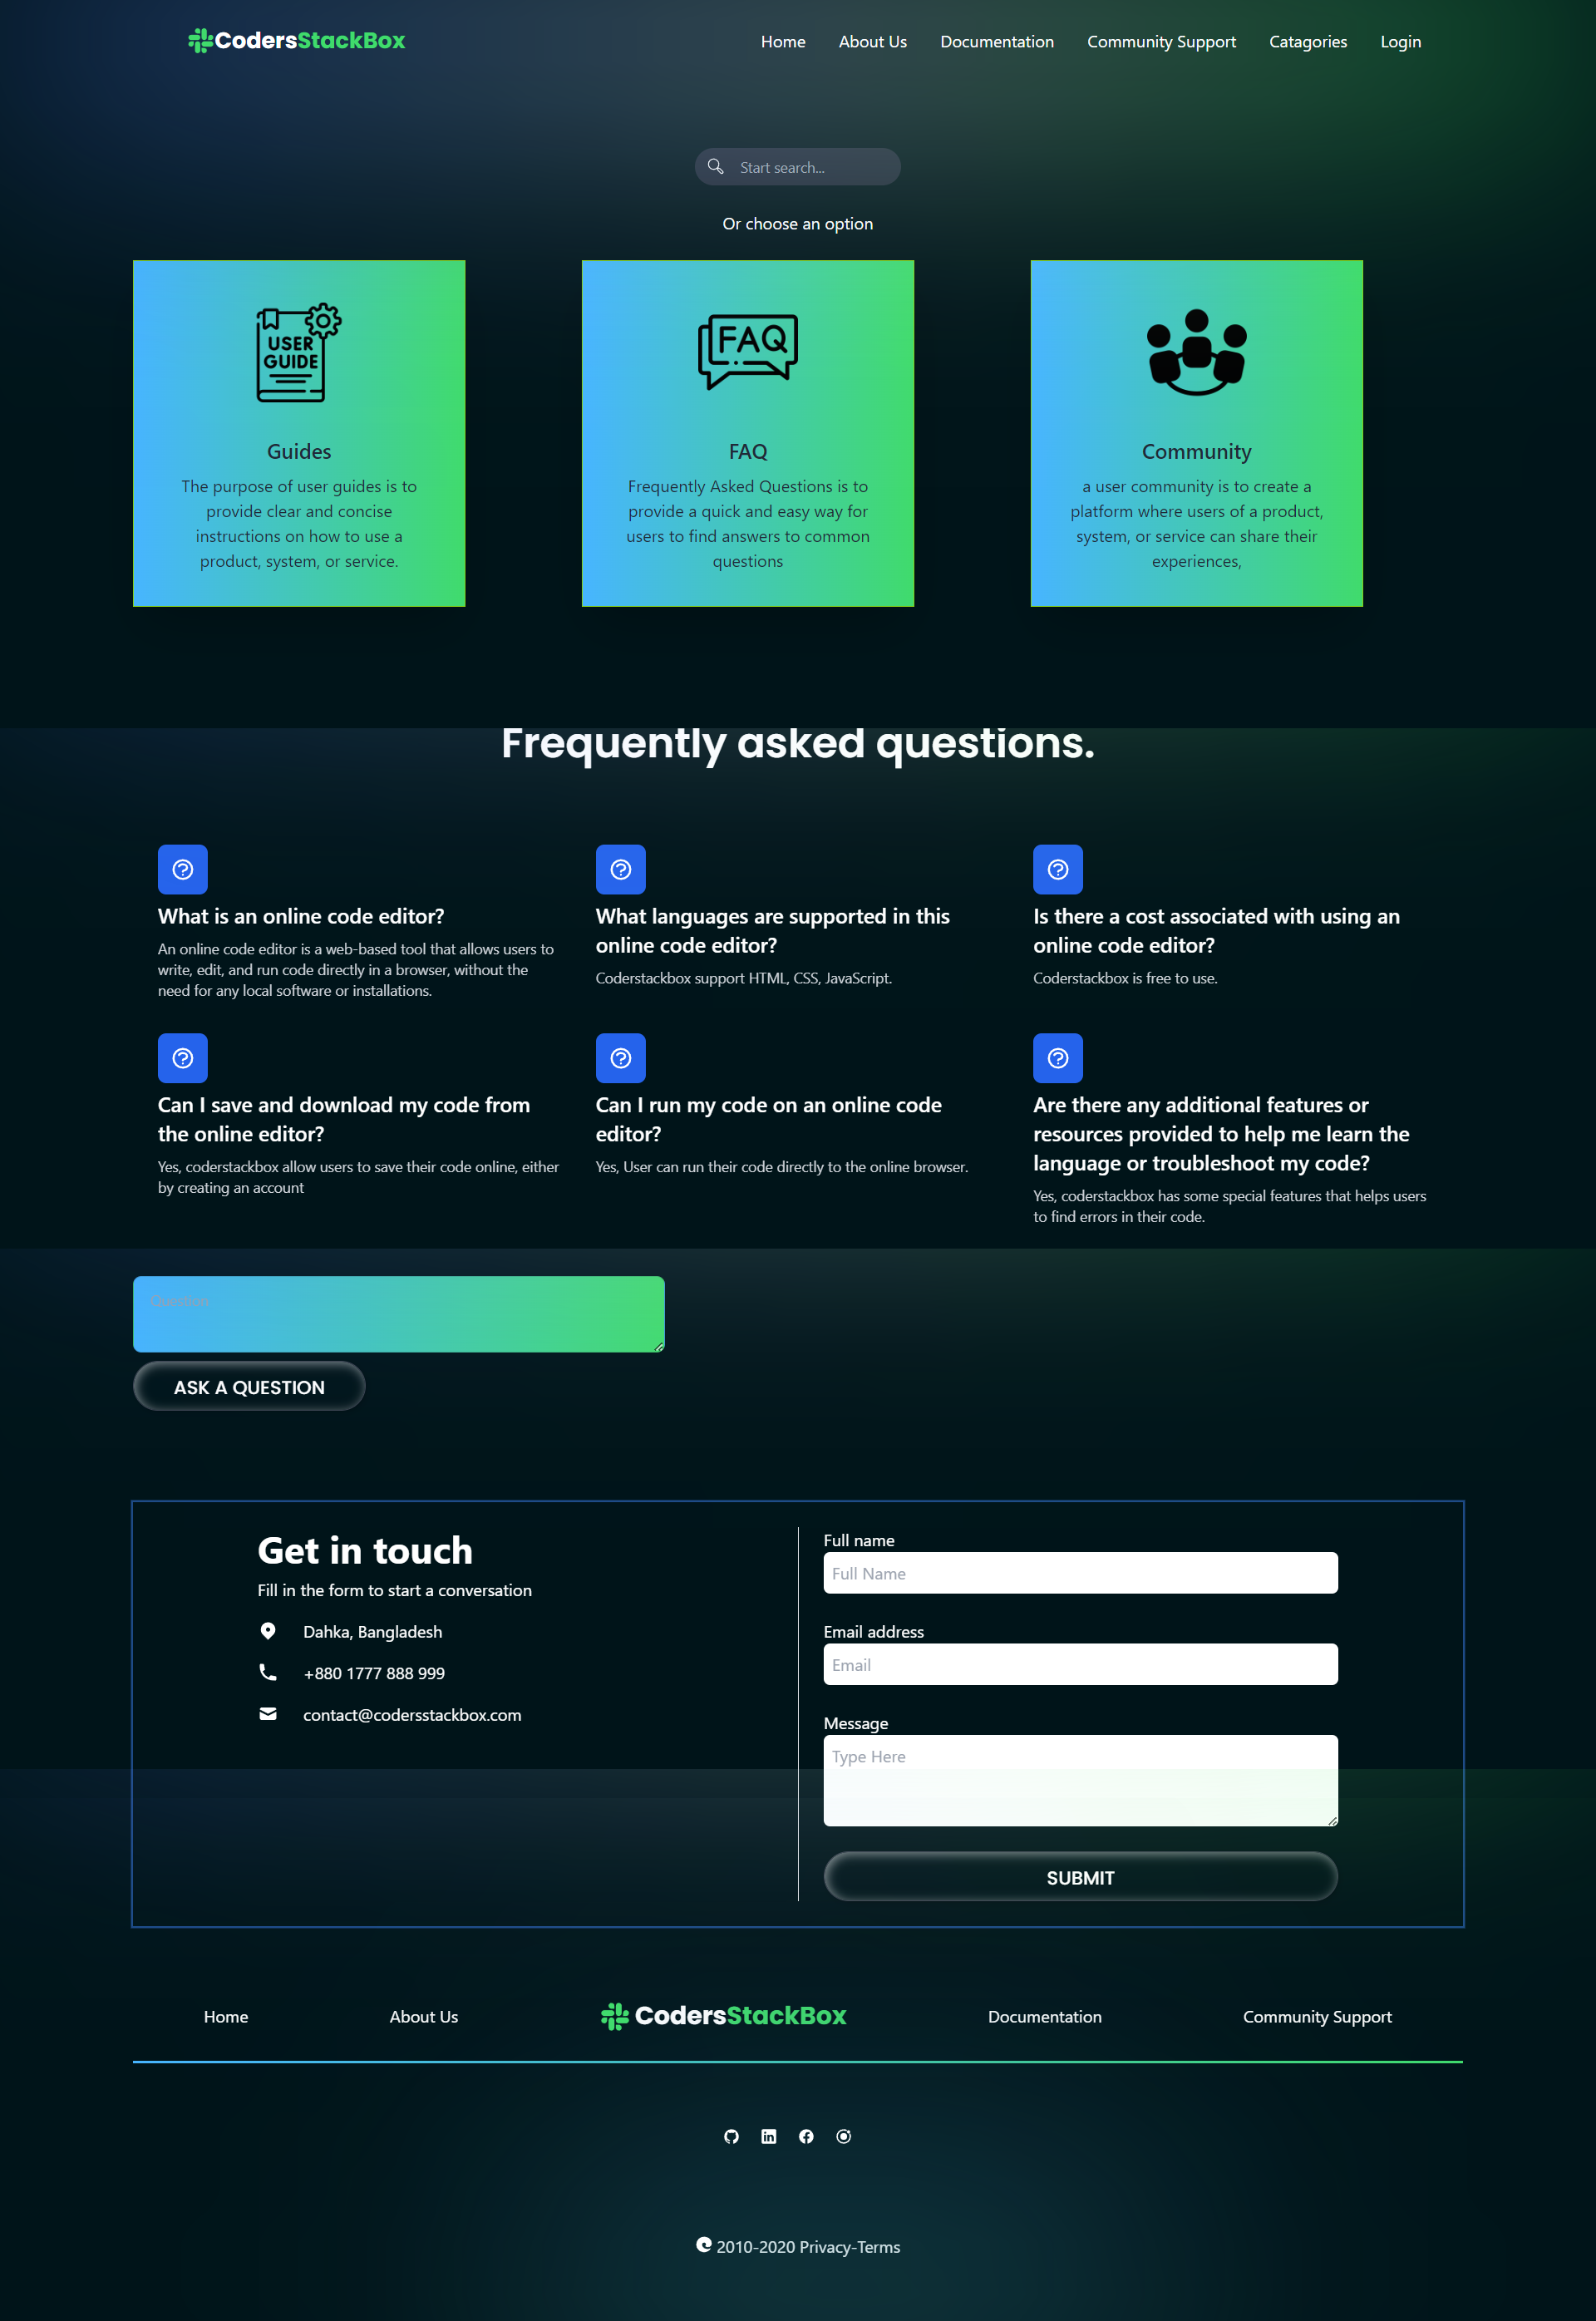 CodersStackBox
Home About Us Documentation Community Support Catagories Login
Start search...
Or choose an option
USER
GUIDE
Guides
The purpose of user guides is to
provide clear and concise
instructions on how to use a
product, system, or service.
FAQ
FAQ
Frequently Asked Questions is to
provide a quick and easy way for
users to find answers to common
questions
Community
a user community is to create a
platform where users of a product,
system, or service can share their
experiences,
Frequently asked questions.
What is an online code editor?
An online code editor is a web-based tool that allows users to
write, edit, and run code directly in a browser, without the
need for any local software or installations.
What languages are supported in this
online code editor?
Coderstackbox support HTML, CSS, JavaScript.
Is there a cost associated with using an
online code editor?
Coderstackbox is free to use.
Can I save and download my code from
the online editor?
Yes, coderstackbox allow users to save their code online, either
by creating an account
Can I run my code on an online code
editor?
Yes, User can run their code directly to the online browser.
Are there any additional features or
resources provided to help me learn the
language or troubleshoot my code?
Yes, coderstackbox has some special features that helps users
to find errors in their code.
Question
ASK A QUESTION
Get in touch
Fill in the form to start a conversation
Dahka, Bangladesh
+880 1777 888 999
contact@codersstackbox.com
Full name
Full Name
Email address
Email
Message
Type Here
SUBMIT
Home About Us CodersStackBox Documentation Community Support
2010-2020 Privacy-Terms